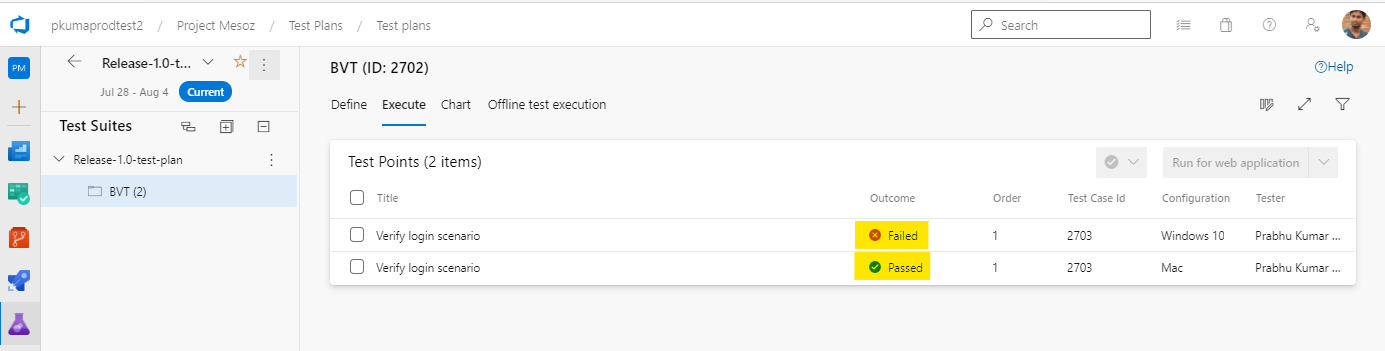 pkumaprodtest2 / Project Mesoz / Test Plans / Test plans
Search
PM
Release-1.0-t...
Jul 28 - Aug 4 Current
Test Suites
Release-1.0-test-plan
BVT (2)
BVT (ID: 2702)
Help
Define Execute Chart Offline test execution
Test Points (2 items)
Run for web application
Title Outcome Order Test Case Id Configuration Tester
Verify login scenario Failed 1 2703 Windows 10 Prabhu Kumar ...
Verify login scenario Passed 1 2703 Mac Prabhu Kumar ...